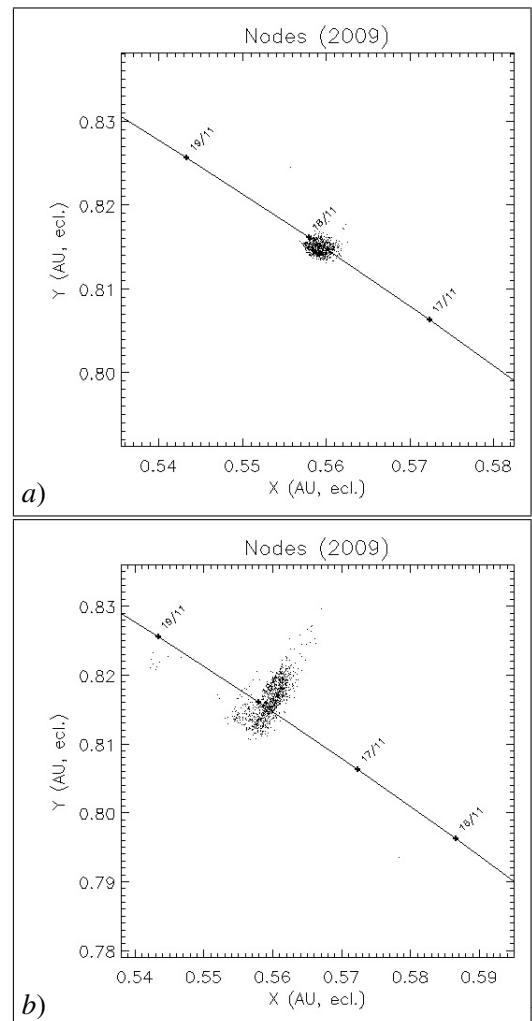 Nodes (2009)
0.83
0.82
0.81
0.80
Y (AU, ecl.)
19/11
18/11
17/11
0.54 0.55 0.56 0.57 0.58
X (AU, ecl.)
a)
Nodes (2009)
0.83
0.82
0.81
0.80
0.79
0.78
Y (AU, ecl.)
19/11
17/11
16/11
0.54 0.55 0.56 0.57 0.58 0.59
X (AU, ecl.)
b)